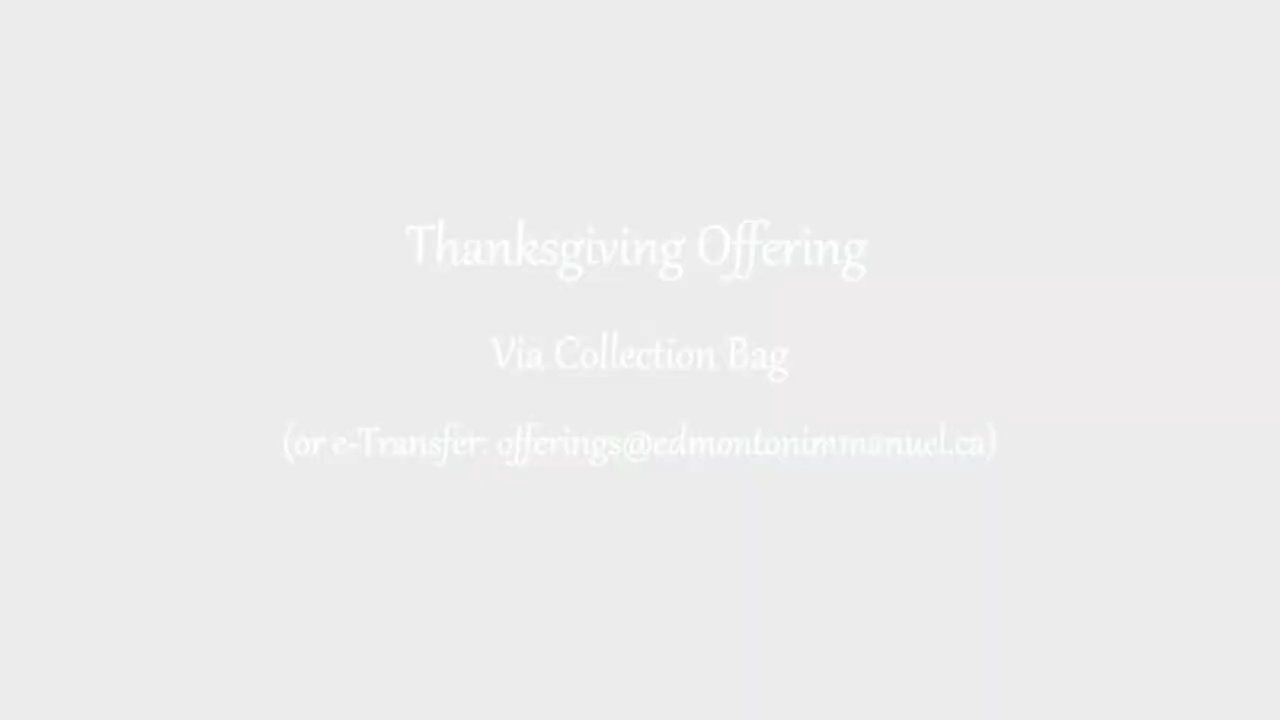 Thanksgiving Offering
Via Collection Bag
(or e-Transfer: offerings@edmontonimmanuel.ca)